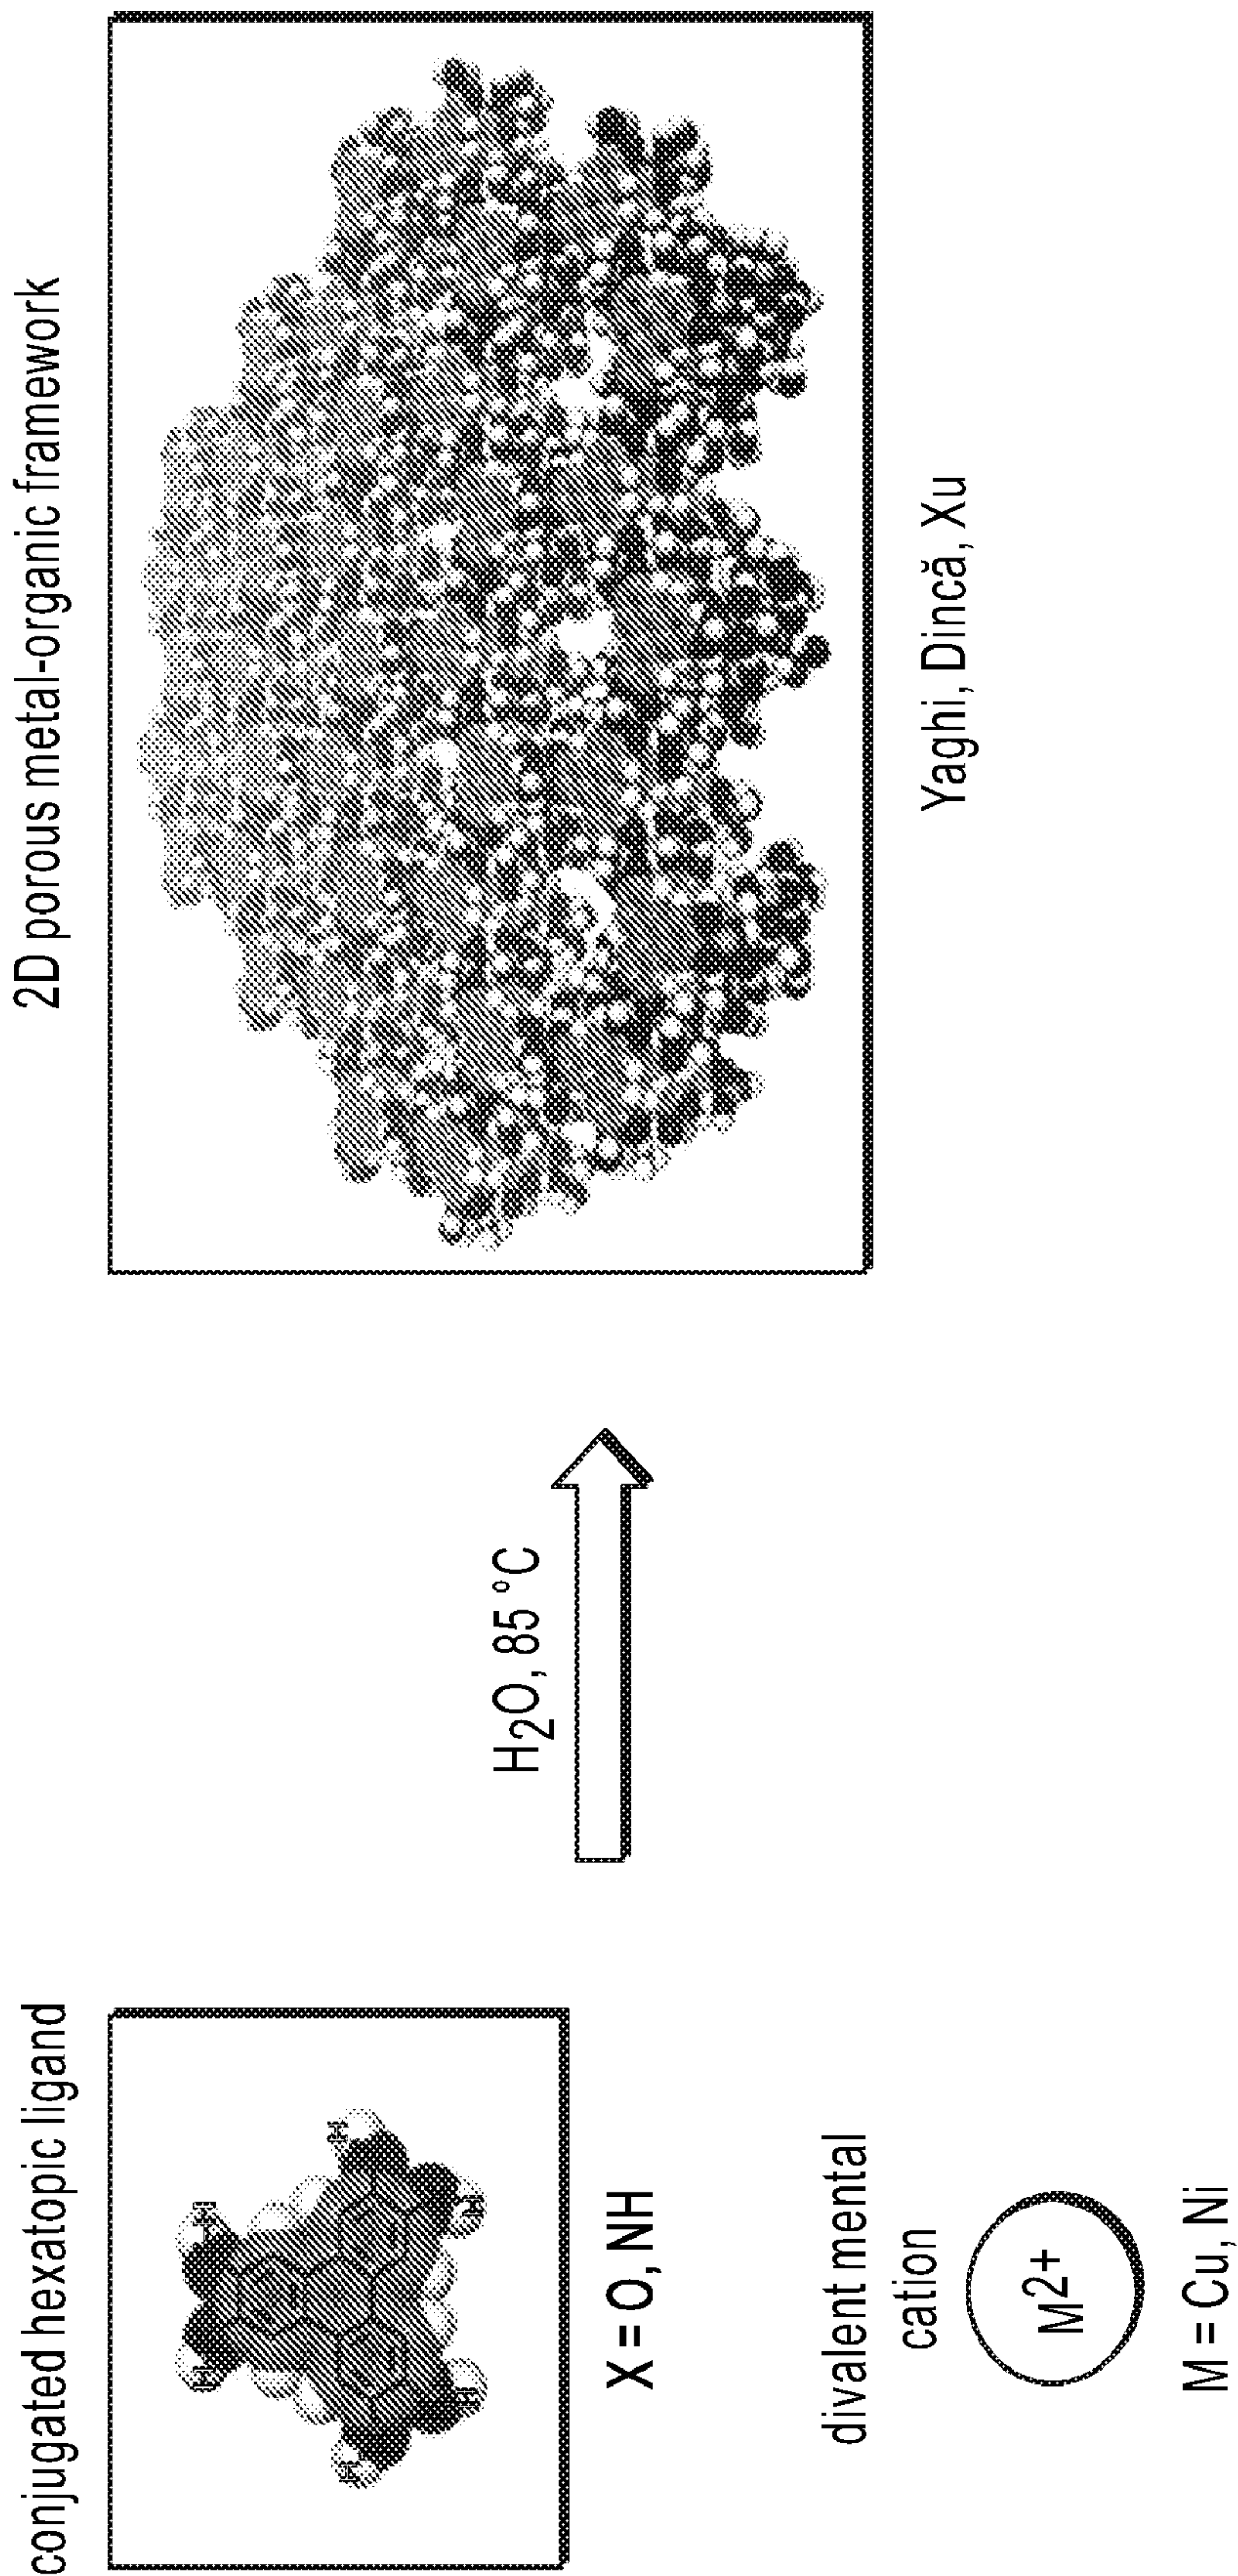 conjugated hexatopic ligand
H
H
H
H
H
H
X = O, NH
divalent mental
cation
M2+
M = Cu, Ni
H2O, 85 °C
2D porous metal-organic framework
Yaghi, Dincă, Xu